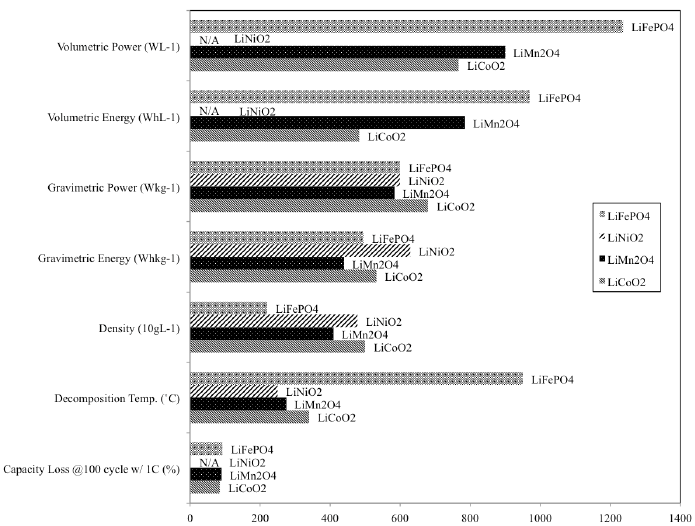 Volumetric Power (WL-1)
LiFePO4
N/A LiNiO2
LiMn2O4
LiCoO2
Volumetric Energy (WhL-1)
LiFePO4
N/A LiNiO2
LiMn2O4
LiCoO2
Gravimetric Power (Wkg-1)
LiFePO4
LiNiO2
LiMn2O4
LiCoO2
Gravimetric Energy (Whkg-1)
LiFePO4
LiNiO2
LiMn2O4
LiCoO2
Density (10gL-1)
LiFePO4
LiNiO2
LiMn2O4
LiCoO2
Decomposition Temp. (˚C)
LiFePO4
LiNiO2
LiMn2O4
LiCoO2
Capacity Loss @100 cycle w/ 1C (%)
LiFePO4
N/A LiNiO2
LiMn2O4
LiCoO2
LiFePO4
LiNiO2
LiMn2O4
LiCoO2
0 200 400 600 800 1000 1200 1400